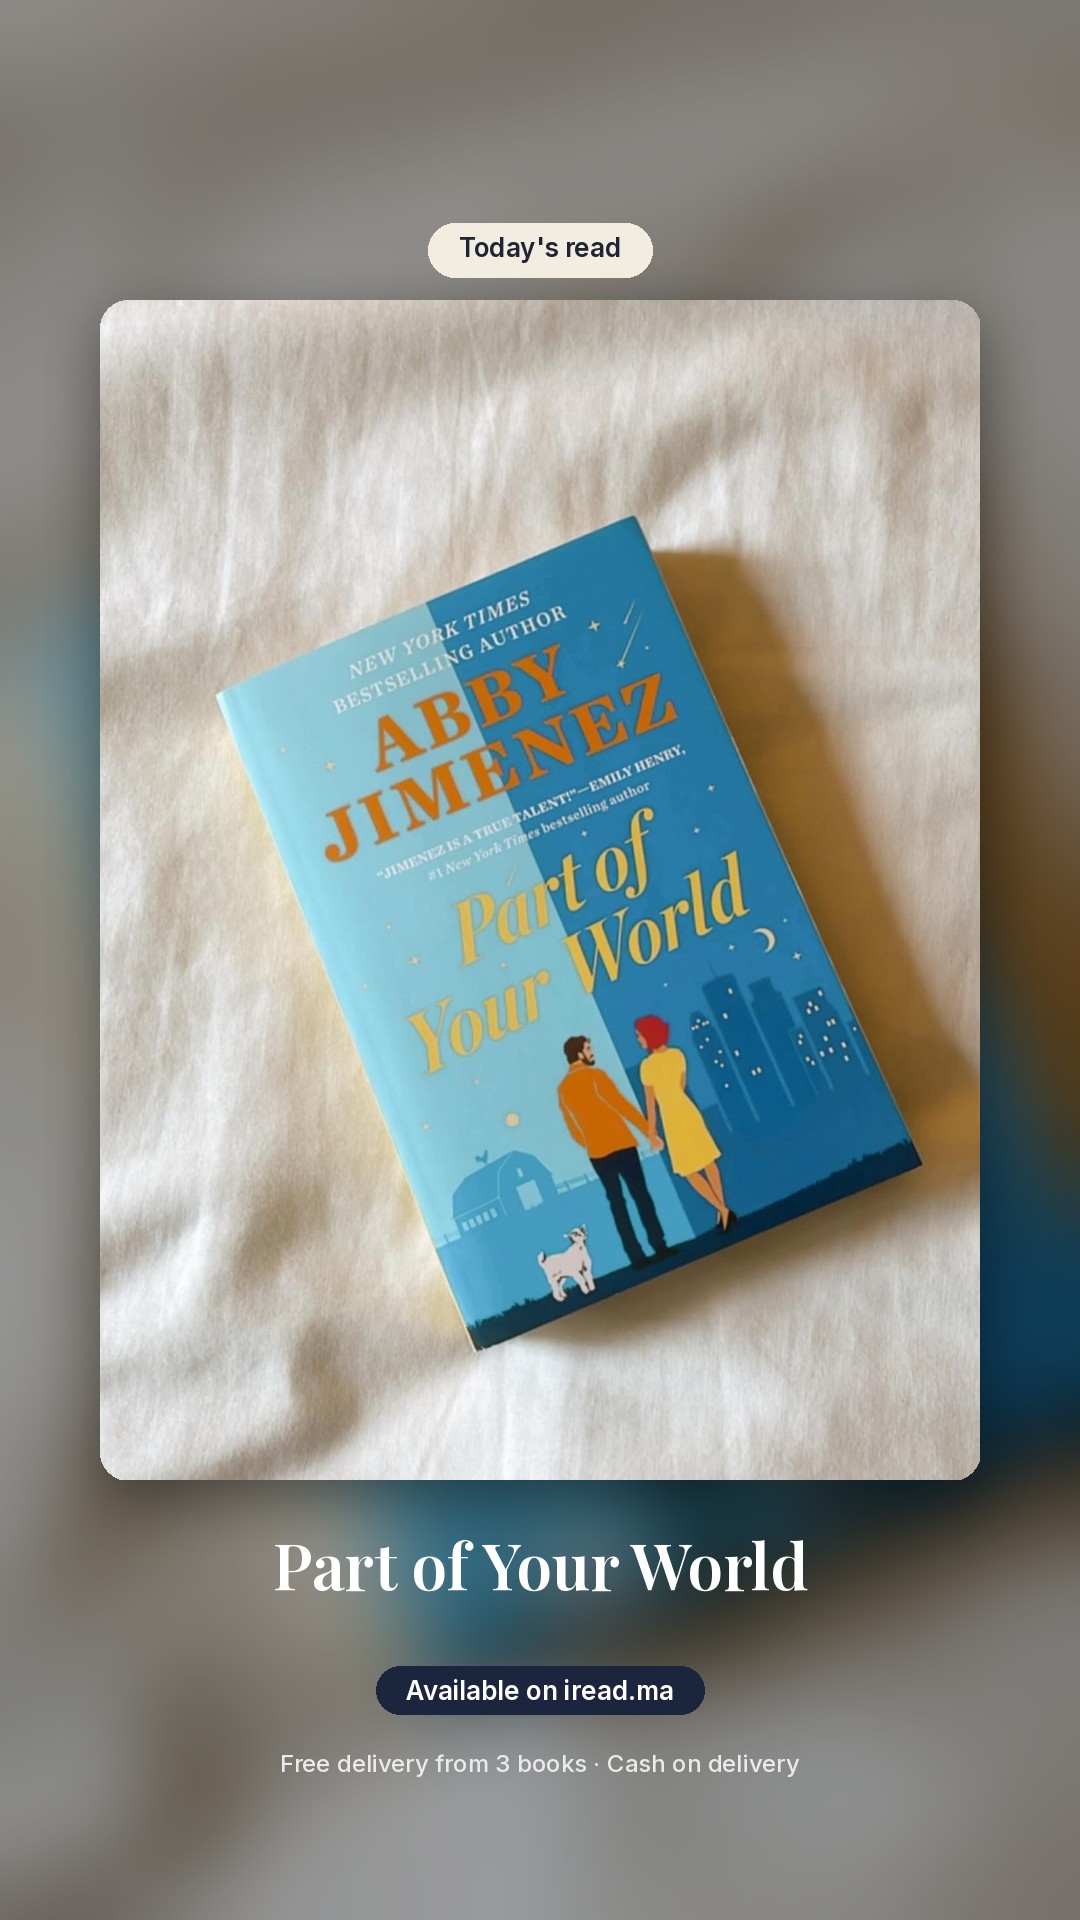 Today's read
NEW YORK TIMES
BESTSELLING AUTHOR
ABBY
JIMENEZ
"JIMENEZ IS A TRUE TALENT!"—EMILY HENRY,
#1 New York Times bestselling author
Part of
Your World
Part of Your World
Available on iread.ma
Free delivery from 3 books · Cash on delivery